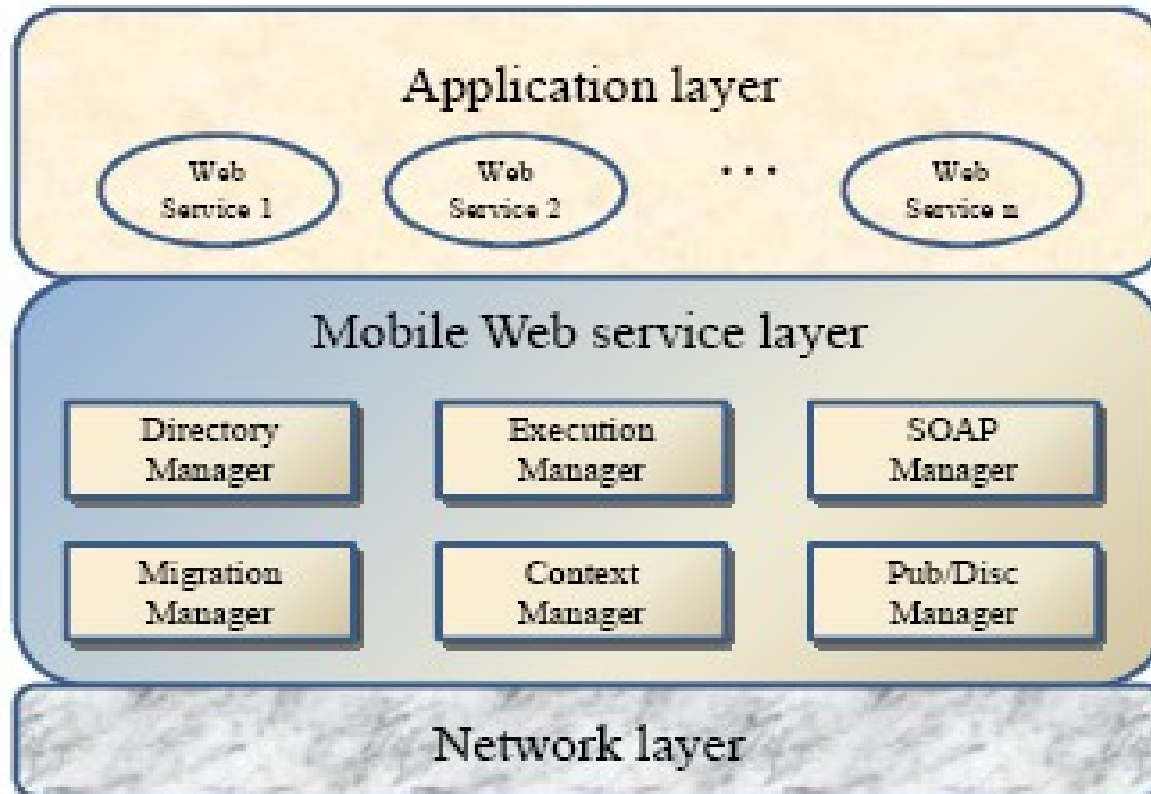 Application layer
Web Web ... Web
Service 1 Service 2 Service n
Mobile Web service layer
Directory Execution SOAP
Manager Manager Manager
Migration Context Pub/Disc
Manager Manager Manager
Network layer